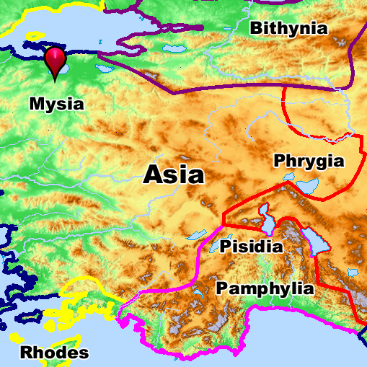 Bithynia
Mysia
Phrygia
Asia
Pisidia
Pamphylia
Rhodes